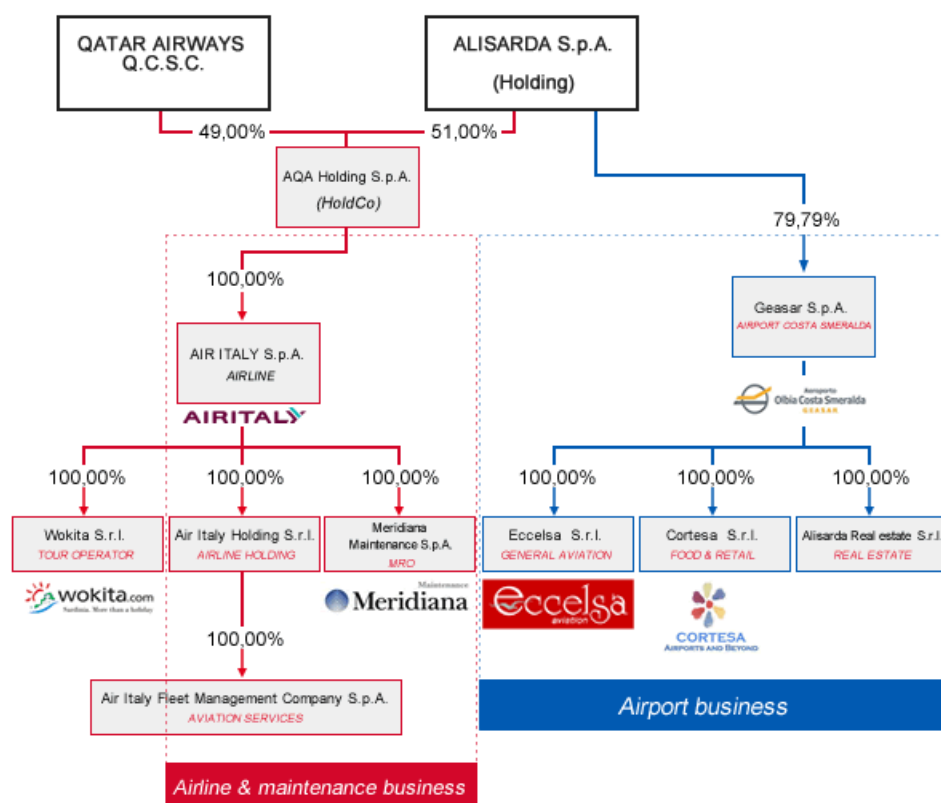 QATAR AIRWAYS
Q.C.S.C.
ALISARDA S.p.A.
(Holding)
49,00%
51,00%
AQA Holding S.p.A.
(HoldCo)
79,79%
100,00%
Geasar S.p.A.
AIRPORT COSTA SMERALDA
AIR ITALY S.p.A.
AIRLINE
AIRITALY
Aeroporto
Olbia Costa Smeralda
GEASAR
100,00%
100,00%
100,00%
100,00%
100,00%
100,00%
Wokita S.r.l.
TOUR OPERATOR
Air Italy Holding S.r.l.
AIRLINE HOLDING
Meridiana
Maintenance S.p.A.
MRO
Eccelsa S.r.l.
GENERAL AVIATION
Cortesa S.r.l.
FOOD & RETAIL
Alisarda Real estate S.r.l.
REAL ESTATE
wokita.com
Sardinia. More than a holiday
Maintenance
Meridiana
eccelsa
aviation
CORTESA
AIRPORTS AND BEYOND
100,00%
Air Italy Fleet Management Company S.p.A.
AVIATION SERVICES
Airport business
Airline & maintenance business